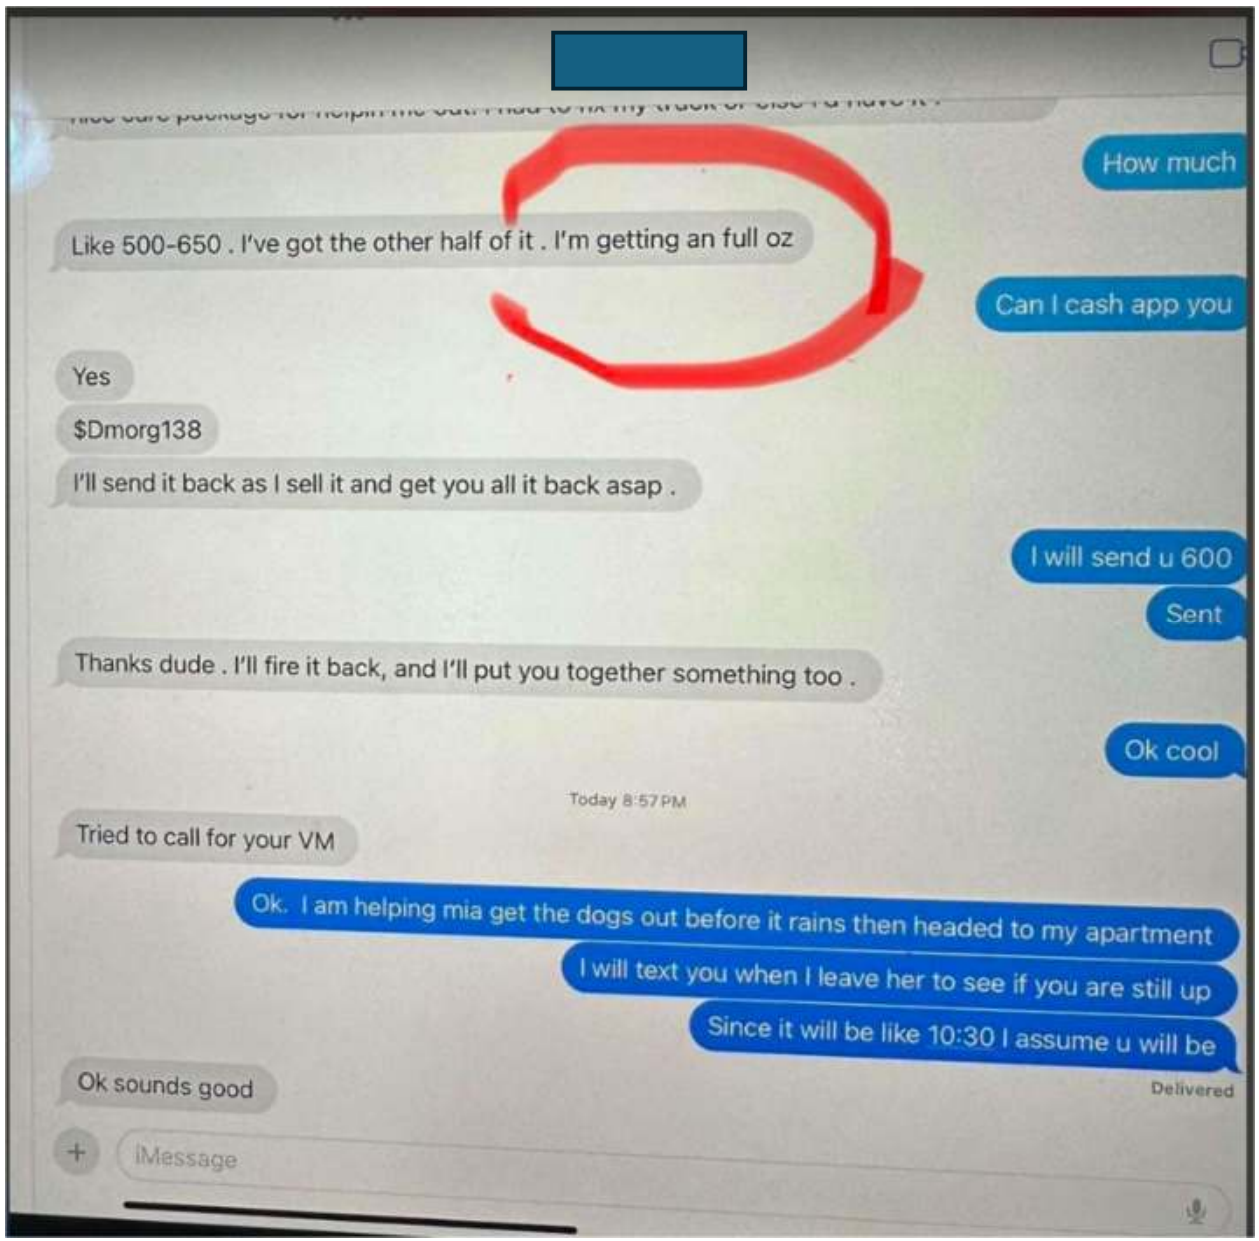 How much
Like 500-650 . I've got the other half of it . I'm getting an full oz
Can I cash app you
Yes
$Dmorg138
I'll send it back as I sell it and get you all it back asap .
I will send u 600
Sent
Thanks dude . I'll fire it back, and I'll put you together something too .
Ok cool
Today 8:57 PM
Tried to call for your VM
Ok.  I am helping mia get the dogs out before it rains then headed to my apartment
I will text you when I leave her to see if you are still up
Since it will be like 10:30 I assume u will be
Delivered
Ok sounds good
iMessage